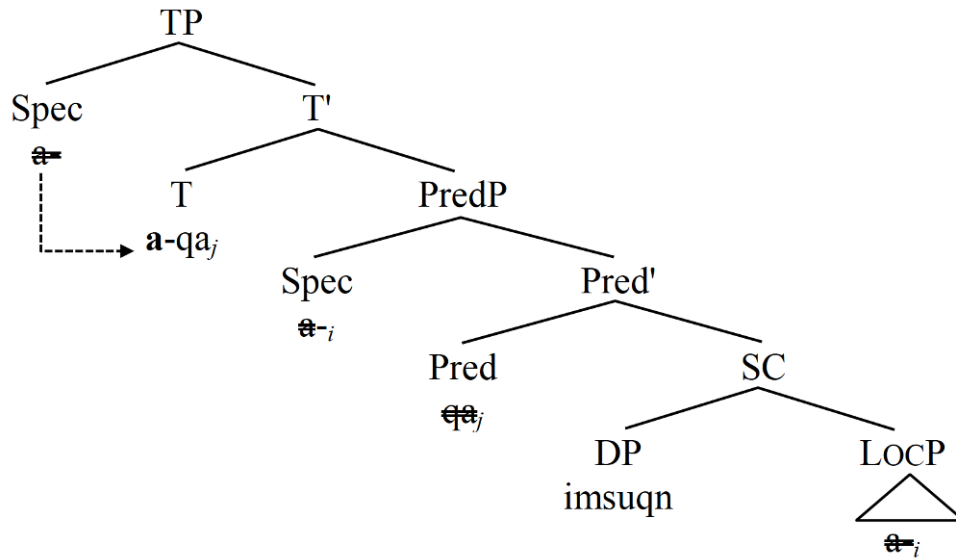 TP
Spec T'
a-
T PredP
a-qaj
Spec Pred'
a-i
Pred SC
qaj
DP LOCP
imsuqn
a-i